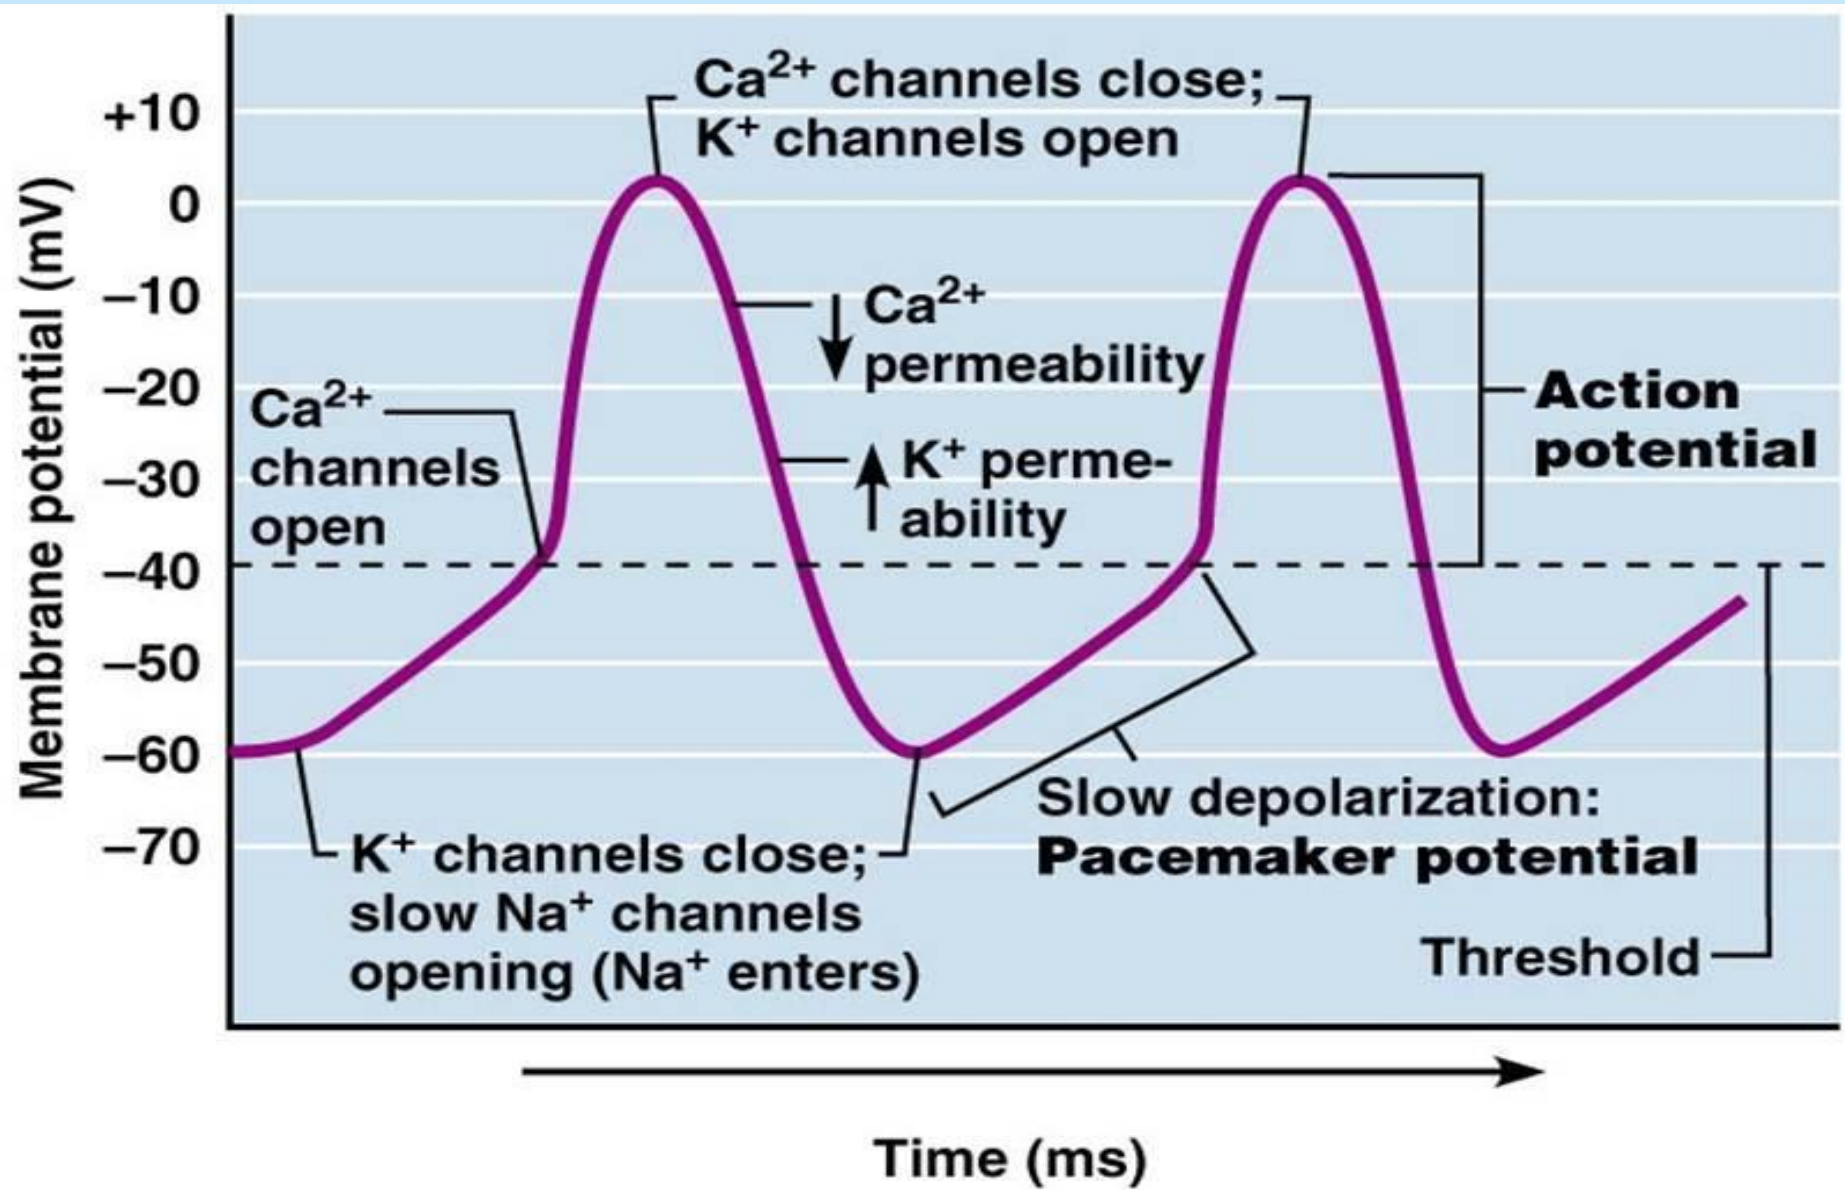 Ca²⁺ channels close;
K⁺ channels open
+10
0
–10
–20
–30
–40
–50
–60
–70
Membrane potential (mV)
Ca²⁺
channels
open
Ca²⁺
permeability
K⁺ perme-
ability
Action
potential
K⁺ channels close;
slow Na⁺ channels
opening (Na⁺ enters)
Slow depolarization:
Pacemaker potential
Threshold
Time (ms)